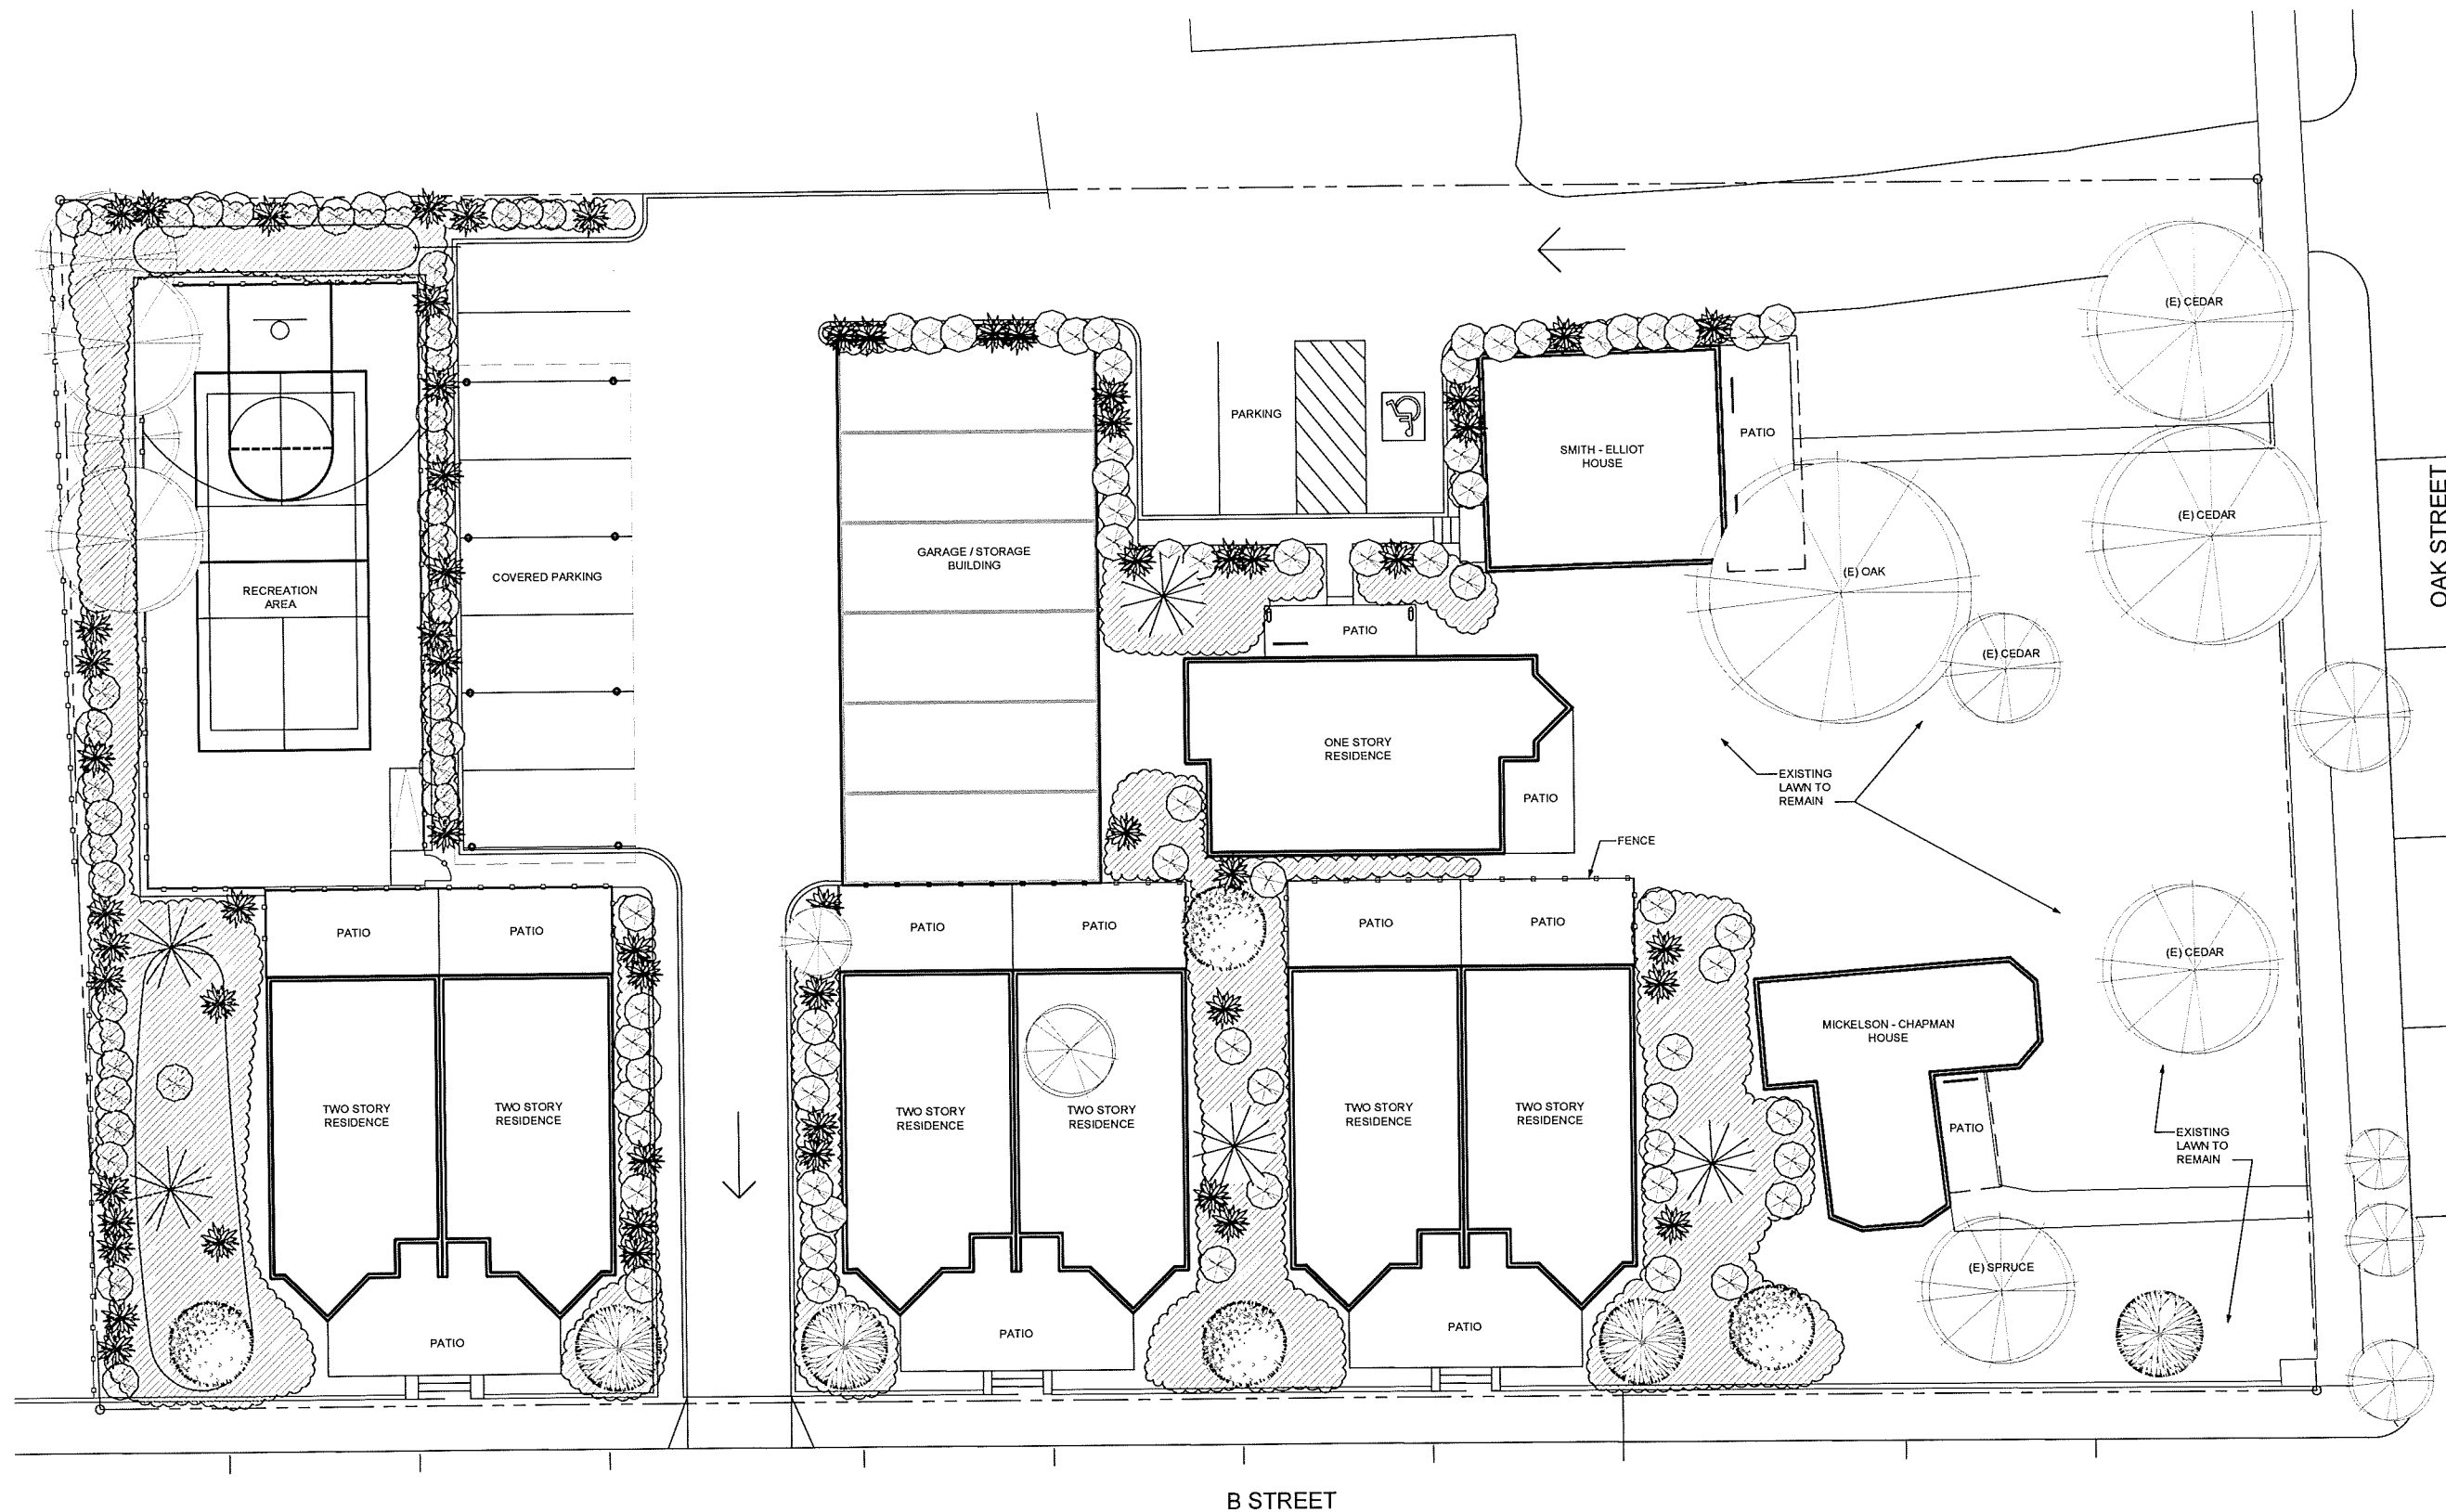 (E) CEDAR
PARKING
PATIO
SMITH - ELLIOT
HOUSE
OAK STREET
(E) CEDAR
GARAGE / STORAGE
BUILDING
COVERED PARKING
(E) OAK
RECREATION
AREA
PATIO
(E) CEDAR
ONE STORY
RESIDENCE
EXISTING
LAWN TO
REMAIN
PATIO
FENCE
PATIO
PATIO
PATIO
PATIO
PATIO
PATIO
(E) CEDAR
MICKELSON - CHAPMAN
HOUSE
TWO STORY
RESIDENCE
TWO STORY
RESIDENCE
TWO STORY
RESIDENCE
TWO STORY
RESIDENCE
TWO STORY
RESIDENCE
TWO STORY
RESIDENCE
PATIO
EXISTING
LAWN TO
REMAIN
(E) SPRUCE
PATIO
PATIO
PATIO
B STREET